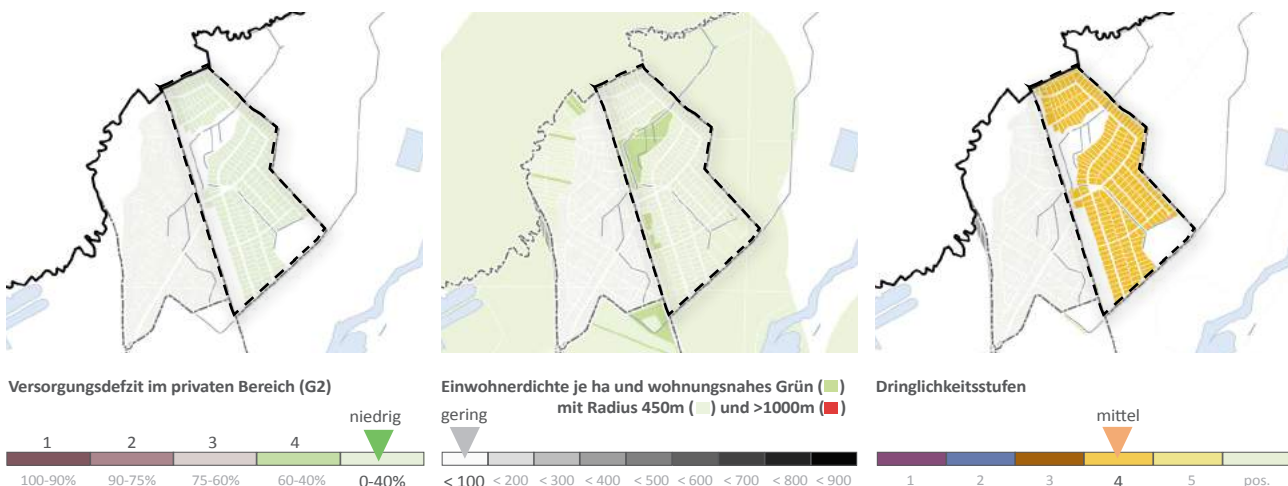 Versorgungsdefzit im privaten Bereich (G2)
niedrig
1 2 3 4
100-90% 90-75% 75-60% 60-40% 0-40%
Einwohnerdichte je ha und wohnungsnahes Grün ( )
mit Radius 450m ( ) und >1000m ( )
gering
< 100 < 200 < 300 < 400 < 500 < 600 < 700 < 800 < 900
Dringlichkeitsstufen
mittel
1 2 3 4 5 pos.